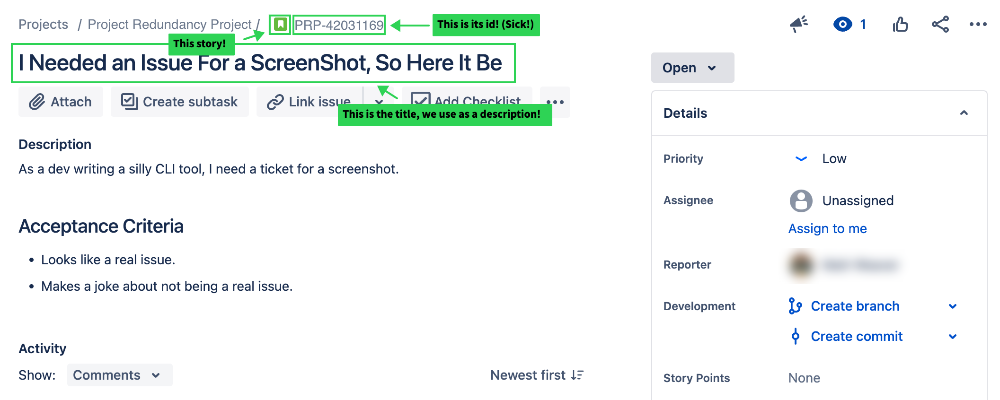 Projects / Project Redundancy Project / PRP-42031169
This is its id! (Sick!)
1
This story!
I Needed an Issue For a ScreenShot, So Here It Be
Open
Attach
Create subtask
Link issue
Add Checklist
This is the title, we use as a description!
Details
Description
As a dev writing a silly CLI tool, I need a ticket for a screenshot.
Priority
Low
Assignee
Unassigned
Assign to me
Acceptance Criteria
Looks like a real issue.
Makes a joke about not being a real issue.
Reporter
Development
Create branch
Create commit
Activity
Show: Comments
Newest first
Story Points
None